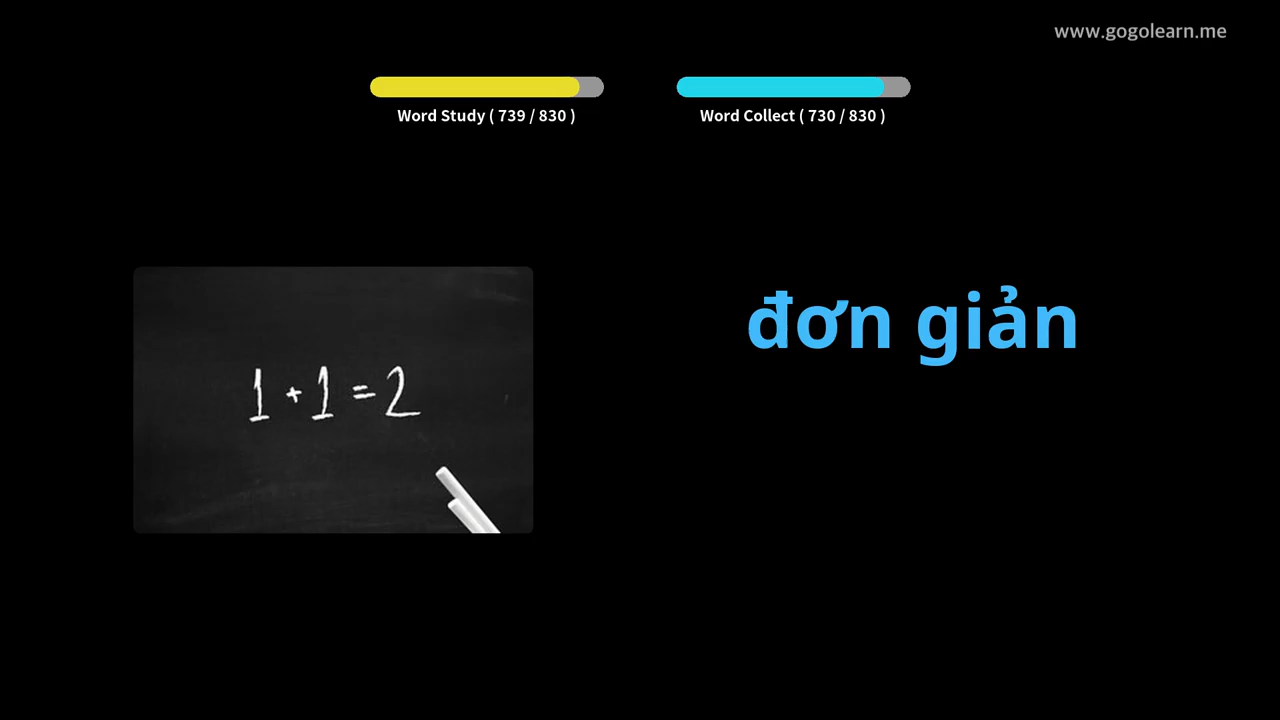 www.gogolearn.me
Word Study ( 739 / 830 )
Word Collect ( 730 / 830 )
đơn giản
1 + 1 = 2